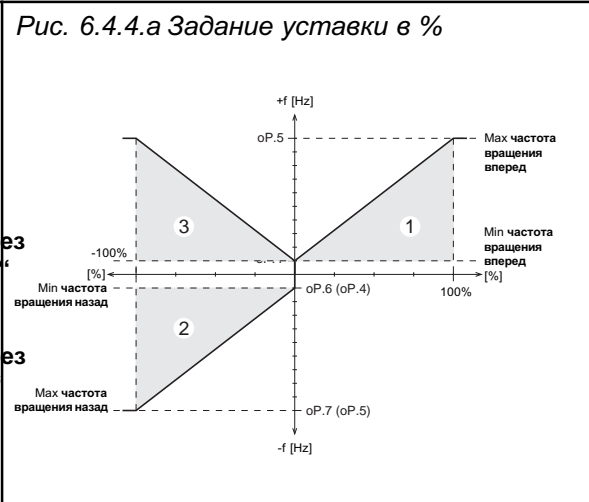 Рис. 6.4.4.a Задание уставки в %
+f [Hz]
oP.5
Max частота
вращения
вперед
3
1
ез
-100%
Min частота
вращения
вперед
[%]
[%]
100%
Min частота
вращения назад
oP.6 (oP.4)
2
ез
Max частота
вращения назад
oP.7 (oP.5)
-f [Hz]